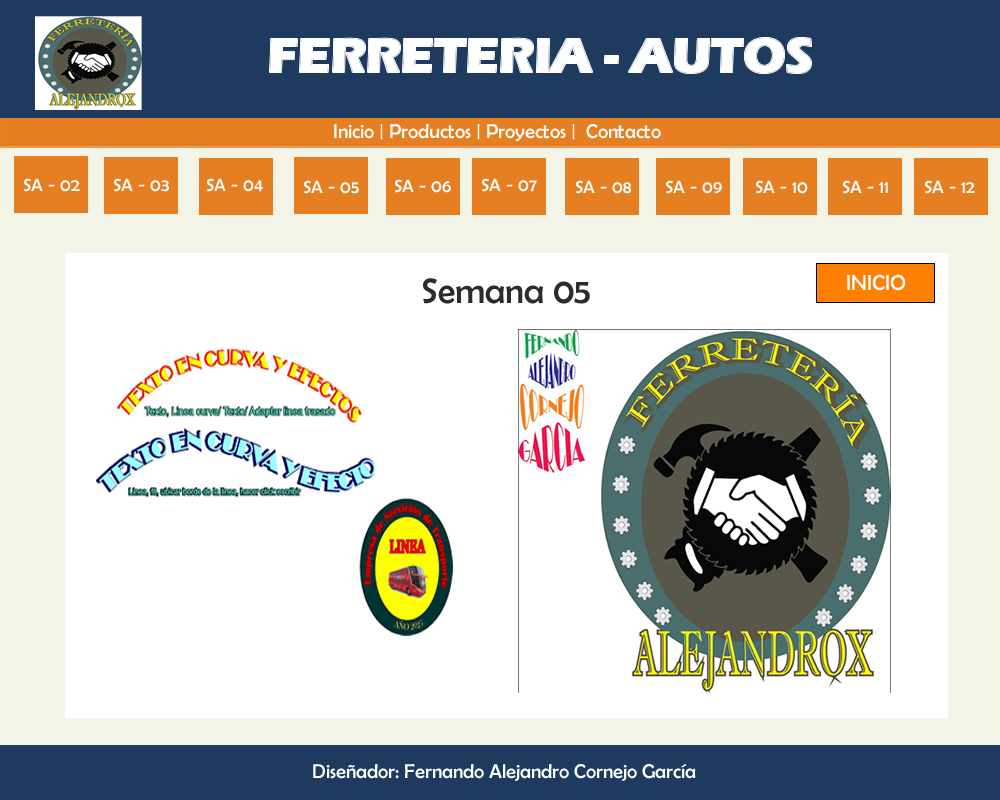 FERRETERÍA
ALEJANDROX
FERRETERIA - AUTOS
Inicio | Productos | Proyectos | Contacto
SA - 02
SA - 03
SA - 04
SA - 05
SA - 06
SA - 07
SA - 08
SA - 09
SA - 10
SA - 11
SA - 12
Semana 05
INICIO
TEXTO EN CURVA Y EFECTOS
Texto, Linea curva/ Texto/ Adaptar linea trasado
TEXTO EN CURVA Y EFECTO
Linea, f8, ubicar borde de la linea, hacer click escribir
Empresa de Servicios de Transporte
LINEA
AÑO 2025
FERNANDO
ALEJANDRO
CORNEJO
GARCIA
FERRETERÍA
ALEJANDROX
Diseñador: Fernando Alejandro Cornejo García